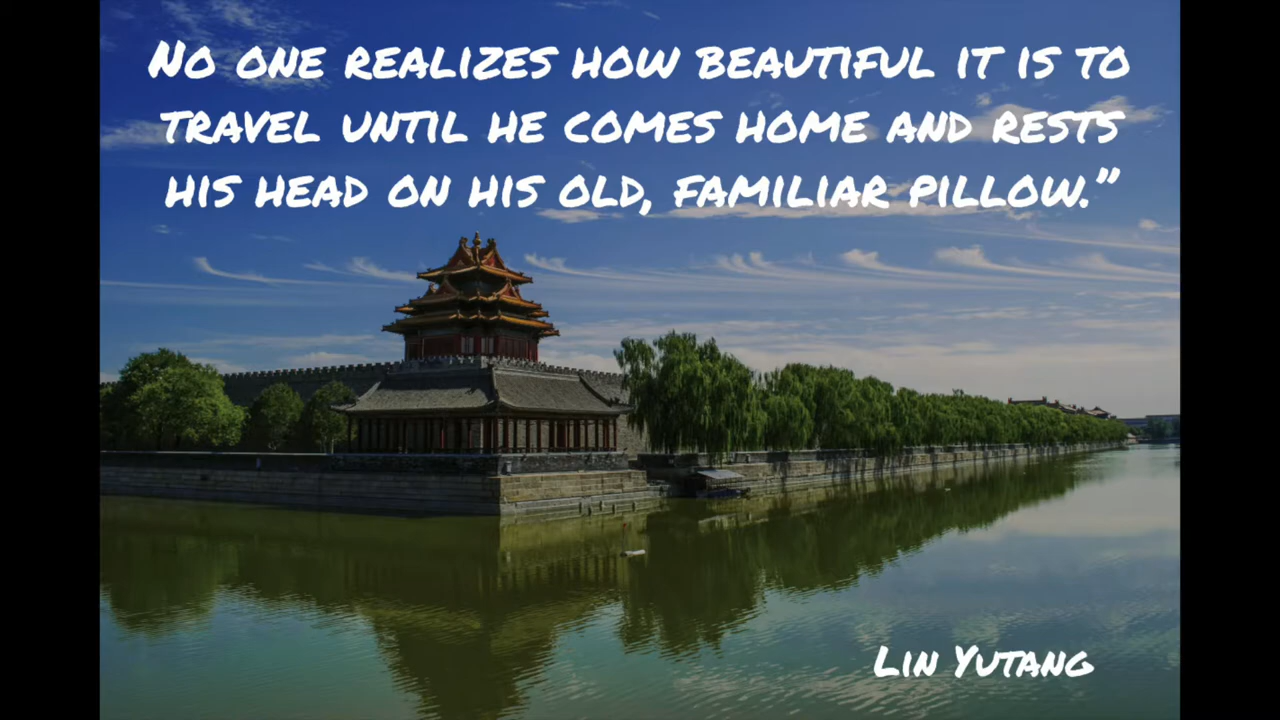 No one realizes how beautiful it is to
travel until he comes home and rests
his head on his old, familiar pillow.”
Lin Yutang